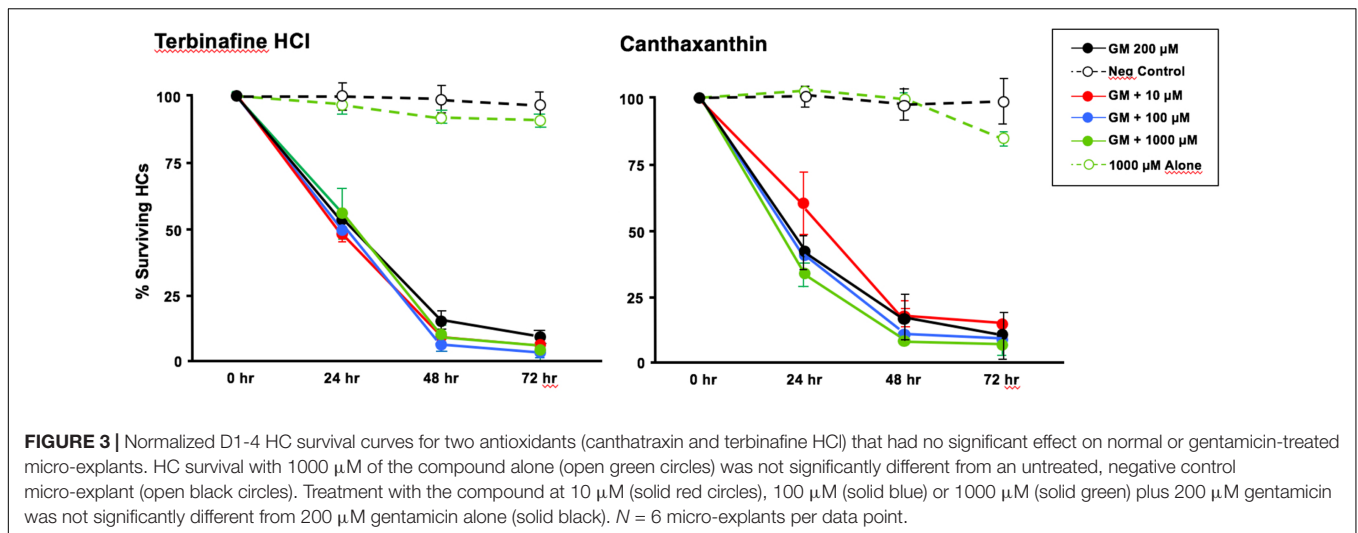 Terbinafine HCl
% Surviving HCs
100
75
50
25
0
0 hr
24 hr
48 hr
72 hr
Canthaxanthin
100
75
50
25
0
0 hr
24 hr
48 hr
72 hr
GM 200 µM
Neg Control
GM + 10 µM
GM + 100 µM
GM + 1000 µM
1000 µM Alone
FIGURE 3 | Normalized D1-4 HC survival curves for two antioxidants (canthatraxin and terbinafine HCl) that had no significant effect on normal or gentamicin-treated
micro-explants. HC survival with 1000 µM of the compound alone (open green circles) was not significantly different from an untreated, negative control
micro-explant (open black circles). Treatment with the compound at 10 µM (solid red circles), 100 µM (solid blue) or 1000 µM (solid green) plus 200 µM gentamicin
was not significantly different from 200 µM gentamicin alone (solid black). N = 6 micro-explants per data point.